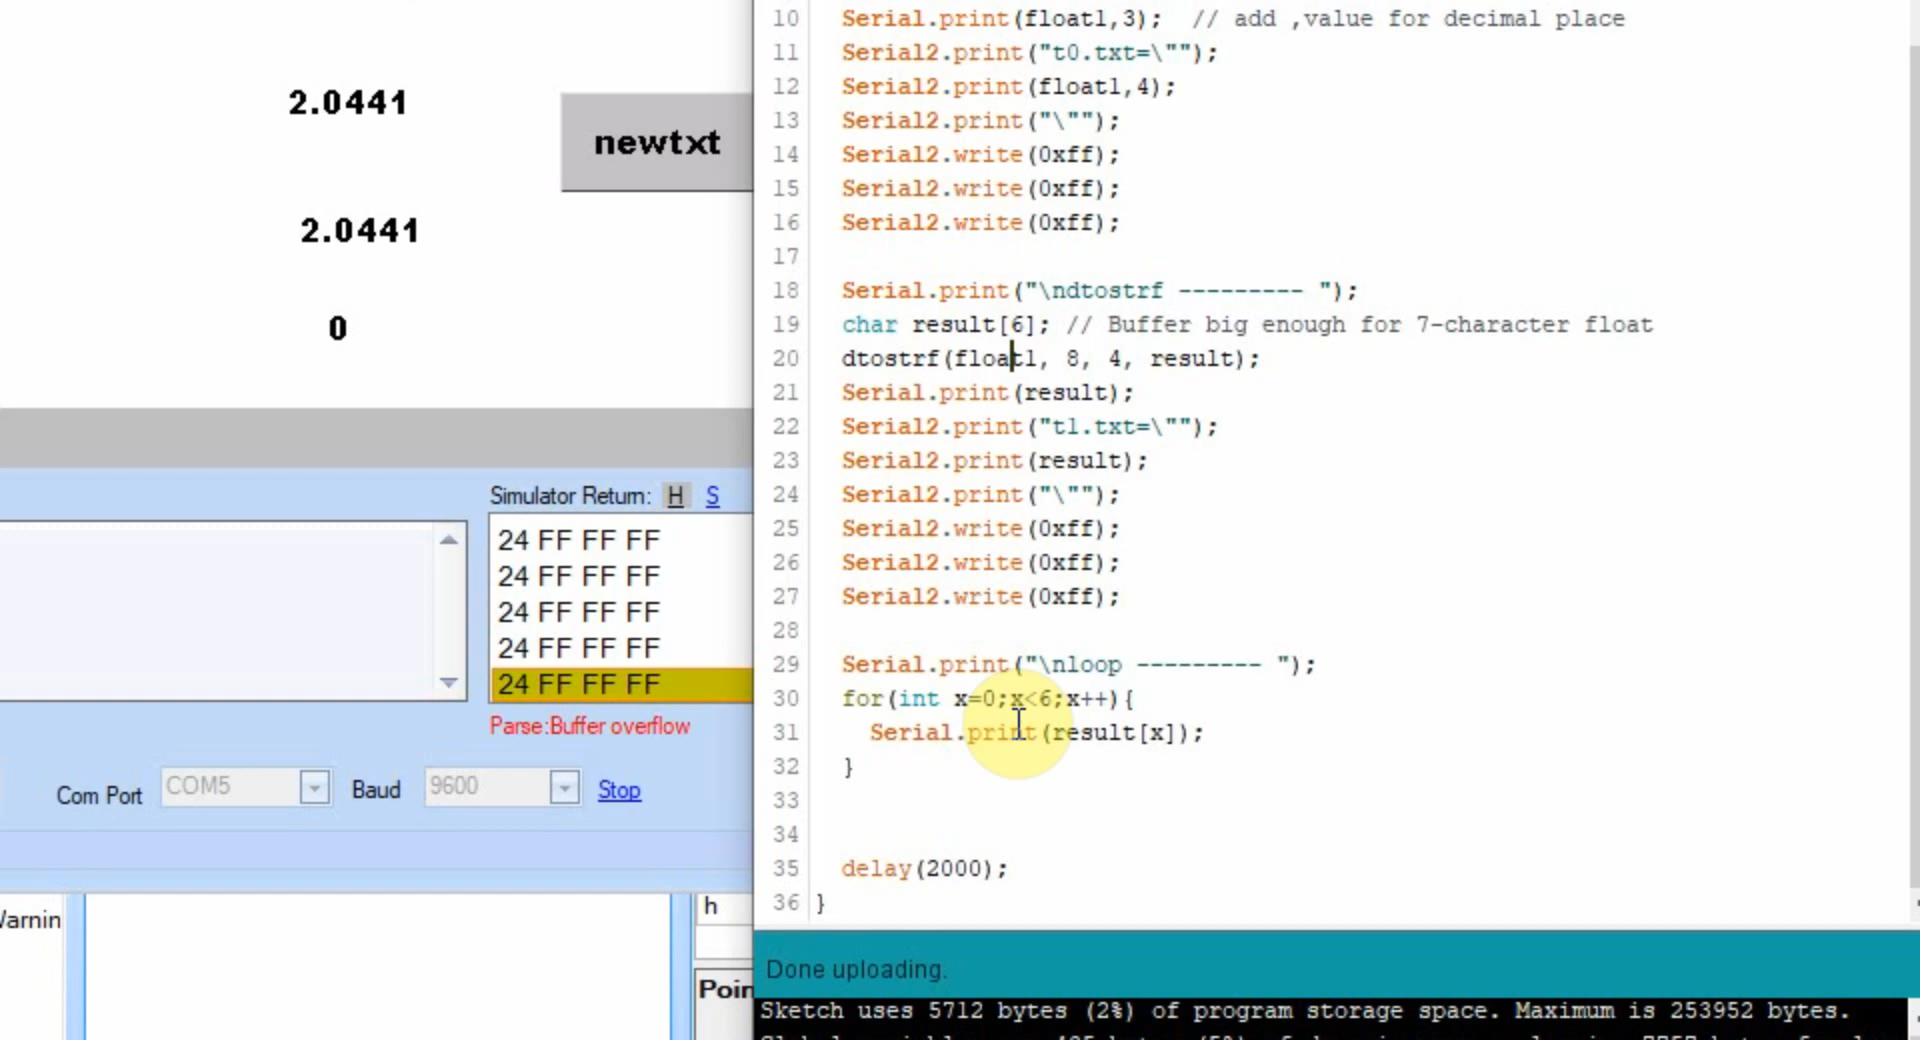 2.0441
newtxt
2.0441
0
Simulator Return: H S
24 FF FF FF
24 FF FF FF
24 FF FF FF
24 FF FF FF
24 FF FF FF
Parse:Buffer overflow
Com Port COM5 Baud 9600 Stop
h
10 Serial.print(float1,3); // add ,value for decimal place
11 Serial2.print("t0.txt=\"");
12 Serial2.print(float1,4);
13 Serial2.print("\"");
14 Serial2.write(0xff);
15 Serial2.write(0xff);
16 Serial2.write(0xff);
17
18 Serial.print("\ndtostrf --------- ");
19 char result[6]; // Buffer big enough for 7-character float
20 dtostrf(float1, 8, 4, result);
21 Serial.print(result);
22 Serial2.print("t1.txt=\"");
23 Serial2.print(result);
24 Serial2.print("\"");
25 Serial2.write(0xff);
26 Serial2.write(0xff);
27 Serial2.write(0xff);
28
29 Serial.print("\nloop --------- ");
30 for(int x=0;x<6;x++){
31 Serial.print(result[x]);
32 }
33
34
35 delay(2000);
36 }
Done uploading.
Sketch uses 5712 bytes (2%) of program storage space. Maximum is 253952 bytes.